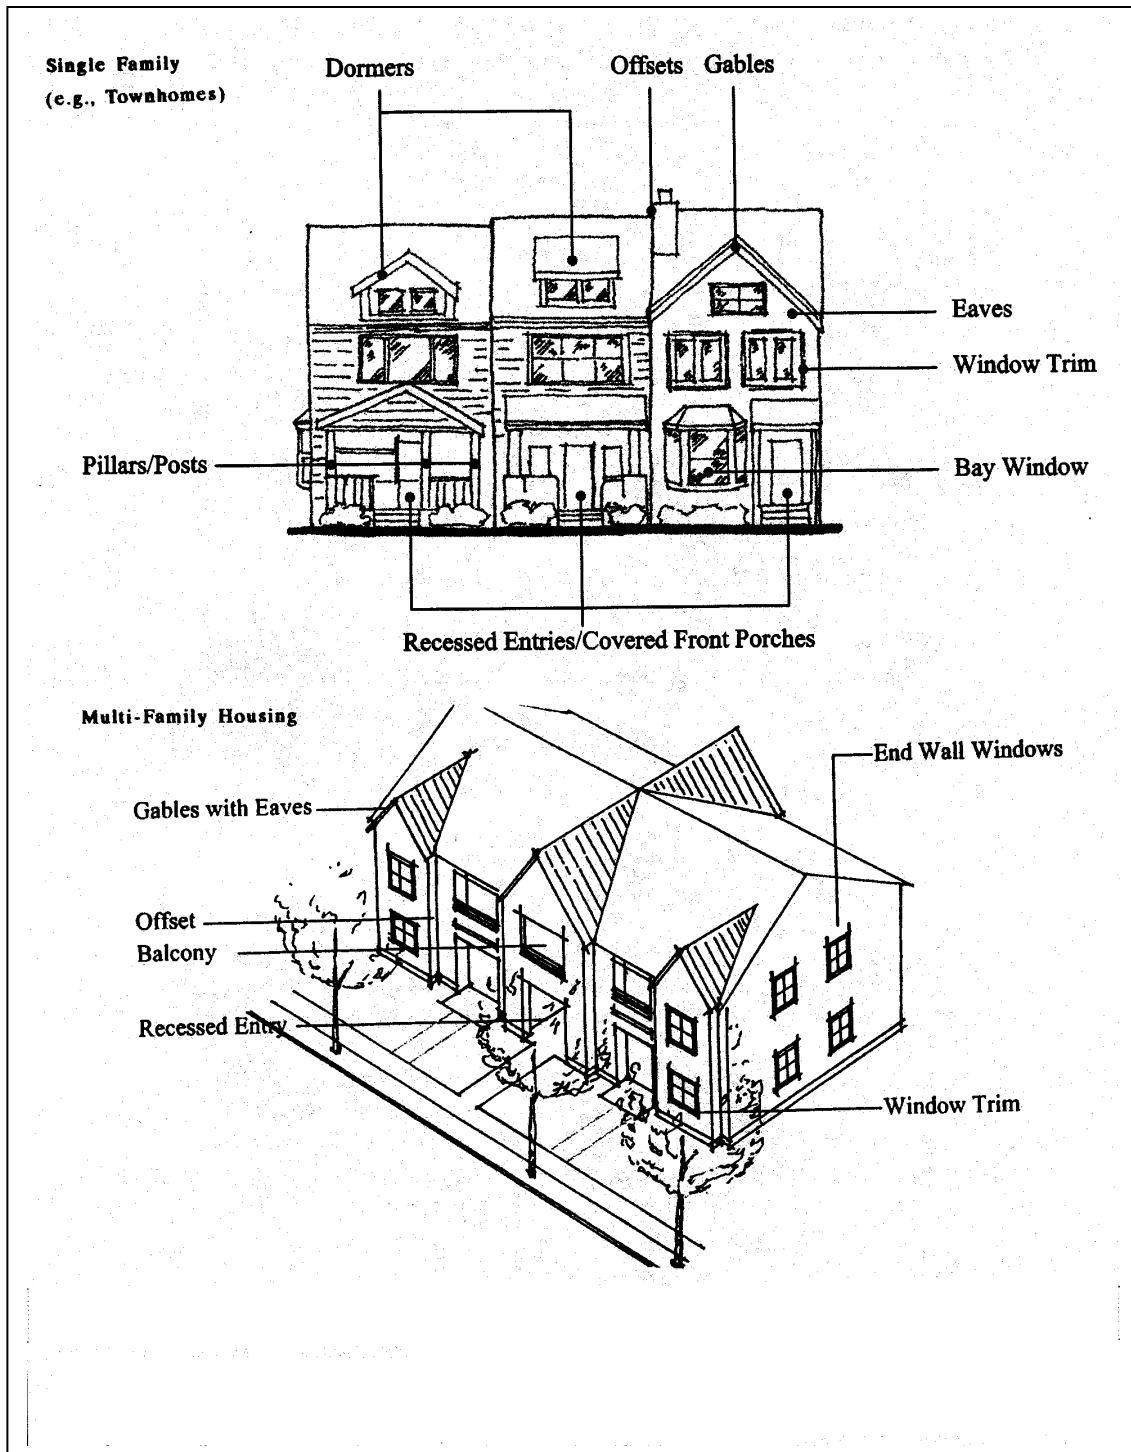 Single Family
(e.g., Townhomes)
Dormers
Offsets Gables
Eaves
Window Trim
Pillars/Posts
Bay Window
Recessed Entries/Covered Front Porches
Multi-Family Housing
End Wall Windows
Gables with Eaves
Offset
Balcony
Recessed Entry
Window Trim